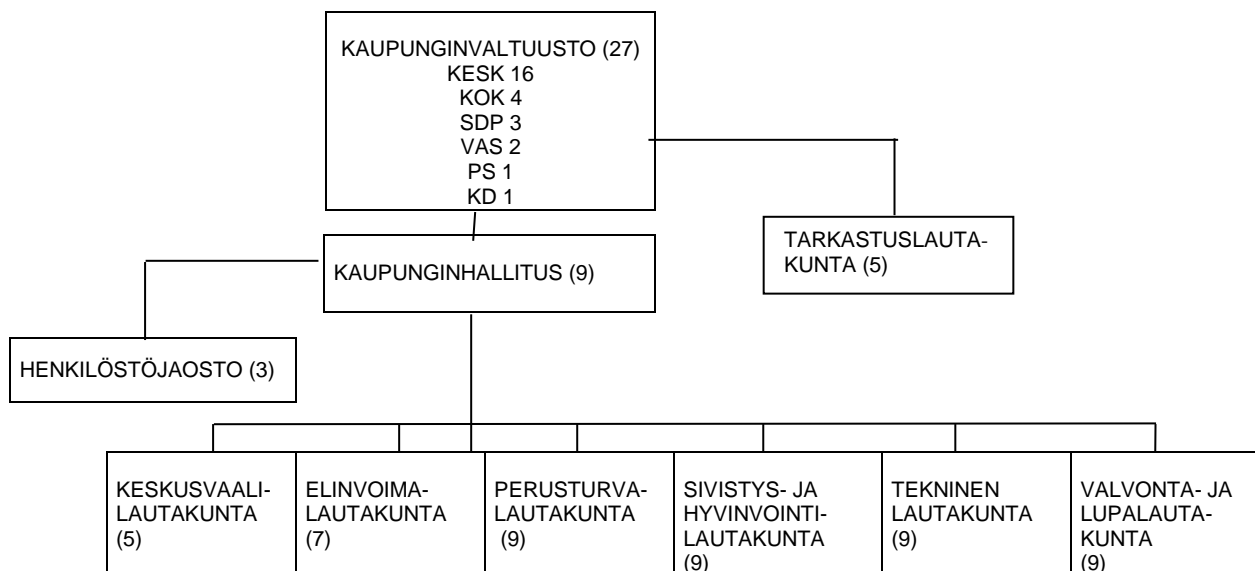 KAUPUNGINVALTUUSTO (27)
KESK 16
KOK 4
SDP 3
VAS 2
PS 1
KD 1
TARKASTUSLAUTA-
KUNTA (5)
KAUPUNGINHALLITUS (9)
HENKILÖSTÖJAOSTO (3)
KESKUSVAALI-
LAUTAKUNTA
(5)
ELINVOIMA-
LAUTAKUNTA
(7)
PERUSTURVA-
LAUTAKUNTA
(9)
SIVISTYS- JA
HYVINVOINTI-
LAUTAKUNTA
(9)
TEKNINEN
LAUTAKUNTA
(9)
VALVONTA- JA
LUPALAUTA-
KUNTA
(9)